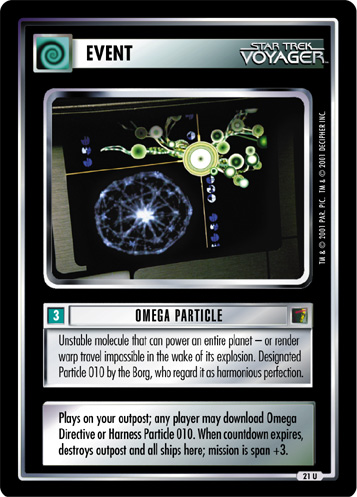 EVENT
STAR TREK
VOYAGER™
TM & © 2001 PAR. PIC. TM & © 2001 DECIPHER INC.
3
OMEGA PARTICLE
Unstable molecule that can power an entire planet – or render
warp travel impossible in the wake of its explosion. Designated
Particle 010 by the Borg, who regard it as harmonious perfection.
Plays on your outpost; any player may download Omega
Directive or Harness Particle 010. When countdown expires,
destroys outpost and all ships here; mission is span +3.
21 U